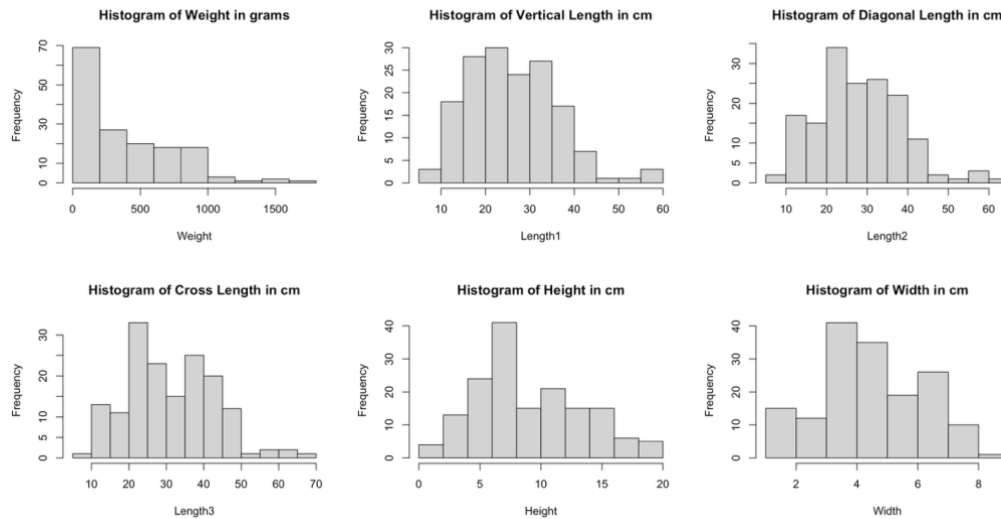 Histogram of Weight in grams
Frequency
0 10 30 50 70
0 500 1000 1500
Weight
Histogram of Vertical Length in cm
Frequency
0 5 15 25 30
10 20 30 40 50 60
Length1
Histogram of Diagonal Length in cm
Frequency
0 5 10 20 30
10 20 30 40 50 60
Length2
Histogram of Cross Length in cm
Frequency
0 5 10 20 30
10 20 30 40 50 60 70
Length3
Histogram of Height in cm
Frequency
0 10 20 30 40
0 5 10 15 20
Height
Histogram of Width in cm
Frequency
0 10 20 30 40
2 4 6 8
Width